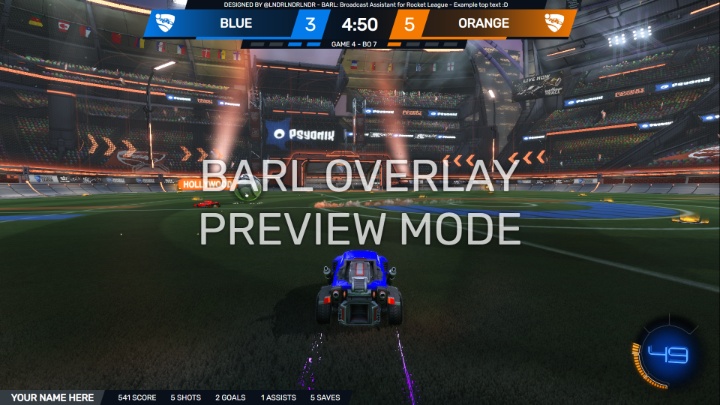 DESIGNED BY @LNDRLNDRLNDR - BARL: Broadcast Assistant for Rocket League - Example top text :D
BLUE 3 4:50 5 ORANGE
GAME 4 - BO 7
PSYONIX
HOLLYWOOD
BARL OVERLAY
PREVIEW MODE
49
YOUR NAME HERE 541 SCORE 5 SHOTS 2 GOALS 1 ASSISTS 5 SAVES